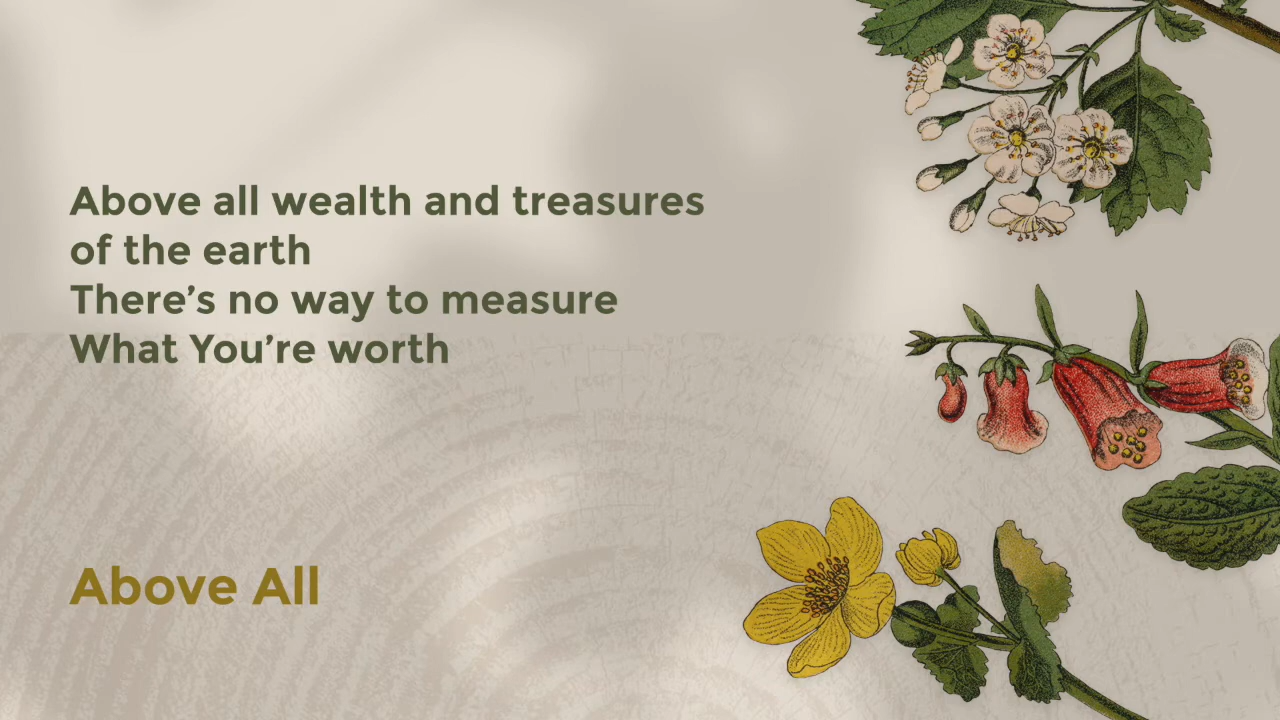 Above all wealth and treasures
of the earth
There’s no way to measure
What You’re worth
Above All